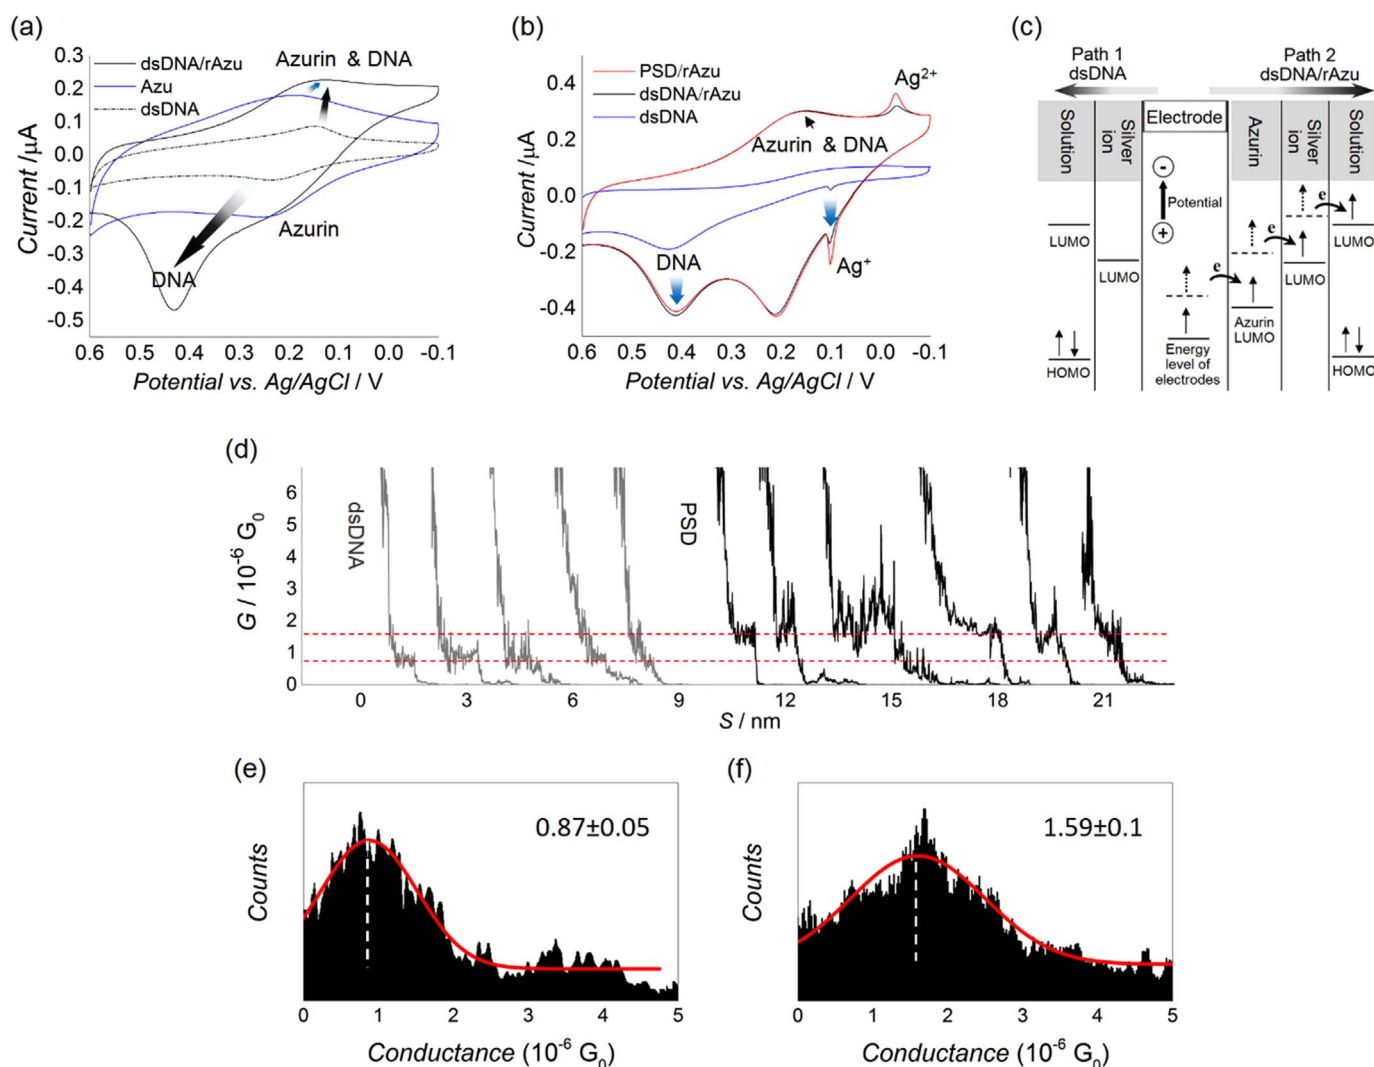 (a)
0.3
0.2
0.1
0.0
-0.1
-0.2
-0.3
-0.4
-0.5
Current /μA
dsDNA/rAzu
Azu
dsDNA
Azurin & DNA
Azurin
DNA
0.6 0.5 0.4 0.3 0.2 0.1 0.0 -0.1
Potential vs. Ag/AgCl / V
(b)
0.4
0.2
0.0
-0.2
-0.4
Current /μA
PSD/rAzu
dsDNA/rAzu
dsDNA
Ag2+
Azurin & DNA
DNA
Ag+
0.6 0.5 0.4 0.3 0.2 0.1 0.0 -0.1
Potential vs. Ag/AgCl / V
(c)
Path 1
dsDNA
Path 2
dsDNA/rAzu
Solution
Silver
ion
Electrode
Azurin
Silver
ion
Solution
-
Potential
+
e
e
e
LUMO
LUMO
LUMO
LUMO
Azurin
LUMO
HOMO
Energy
level of
electrodes
HOMO
(d)
6
5
4
3
2
1
0
G / 10-6 G0
dsDNA
PSD
0 3 6 9 12 15 18 21
S / nm
(e)
Counts
0.87±0.05
0 1 2 3 4 5
Conductance (10-6 G0)
(f)
Counts
1.59±0.1
0 1 2 3 4 5
Conductance (10-6 G0)